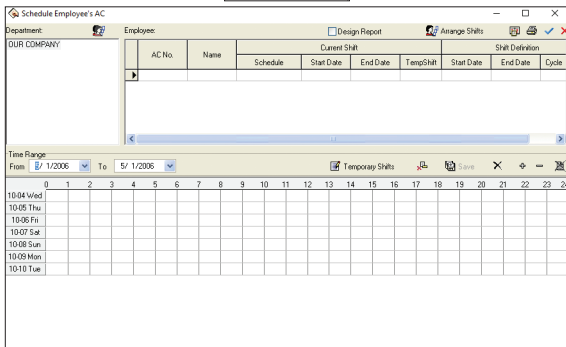 Schedule Employee's AC
Department: Employee: Design Report Arrange Shifts
OUR COMPANY
AC No. Name Current Shift Shift Definition
Schedule Start Date End Date TempShift Start Date End Date Cycle
Time Range
From 1/2006 To 5/ 1/2006 Temporary Shifts Save
0 1 2 3 4 5 6 7 8 9 10 11 12 13 14 15 16 17 18 19 20 21 22 23 24
10-04 Wed
10-05 Thu
10-06 Fri
10-07 Sat
10-08 Sun
10-09 Mon
10-10 Tue